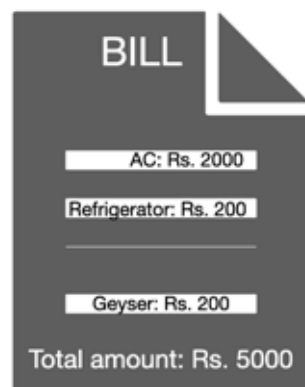 BILL
AC: Rs. 2000
Refrigerator: Rs. 200
Geyser: Rs. 200
Total amount: Rs. 5000